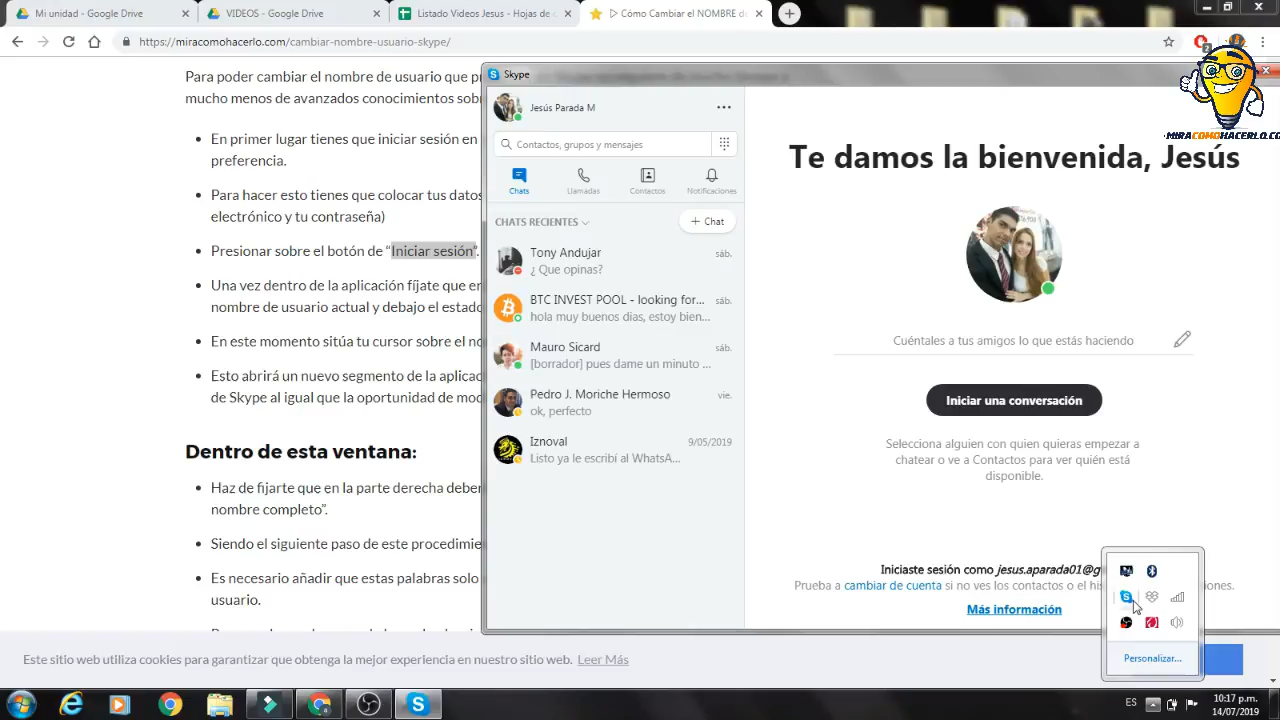 Mi unidad - Google Drive
VIDEOS - Google Drive
Listado Videos Jesus - Hojas de c
▷ Cómo Cambiar el NOMBRE de
https://miracomohacerlo.com/cambiar-nombre-usuario-skype/
2
MIRACOMOHACERLO.CO
Para poder cambiar el nombre de usuario que
mucho menos de avanzados conocimientos
En primer lugar tienes que iniciar sesión en
preferencia.
Para hacer esto tienes que colocar tu datos
electrónico y tu contraseña)
Presionar sobre el botón de “Iniciar sesión”.
Una vez dentro de la aplicación fíjate que
nombre de usuario actual y debajo el
En este momento sitúa tu cursor sobre el
Esto abrirá un nuevo segmento de la
de Skype al igual que la oportunidad de
Dentro de esta ventana:
Haz de fijarte que en la parte derecha
nombre completo”.
Siendo el siguiente paso de este
Es necesario añadir que estas palabras solo
usuario.
Skype
Jesús Parada M
Contactos, grupos y mensajes
Chats
Llamadas
Contactos
Notificaciones
CHATS RECIENTES
+ Chat
Tony Andujar
sáb.
¿ Que opinas?
BTC INVEST POOL - looking for...
sáb.
hola muy buenos dias, estoy bien...
Mauro Sicard
sáb.
[borrador] pues dame un minuto ...
Pedro J. Moriche Hermoso
vie.
ok, perfecto
Iznoval
9/05/2019
Listo ya le escribí al WhatsA...
Te damos la bienvenida, Jesús
Cuéntales a tus amigos lo que estás haciendo
Iniciar una conversación
Selecciona alguien con quien quieras empezar a
chatear o ve a Contactos para ver quién está
disponible.
Iniciaste sesión como jesus.aparada01@g
Prueba a cambiar de cuenta si no ves los contactos o el
Más información
Personalizar...
Este sitio web utiliza cookies para garantizar que obtenga la mejor experiencia en nuestro sitio web. Leer Más
ES
10:17 p.m.
14/07/2019